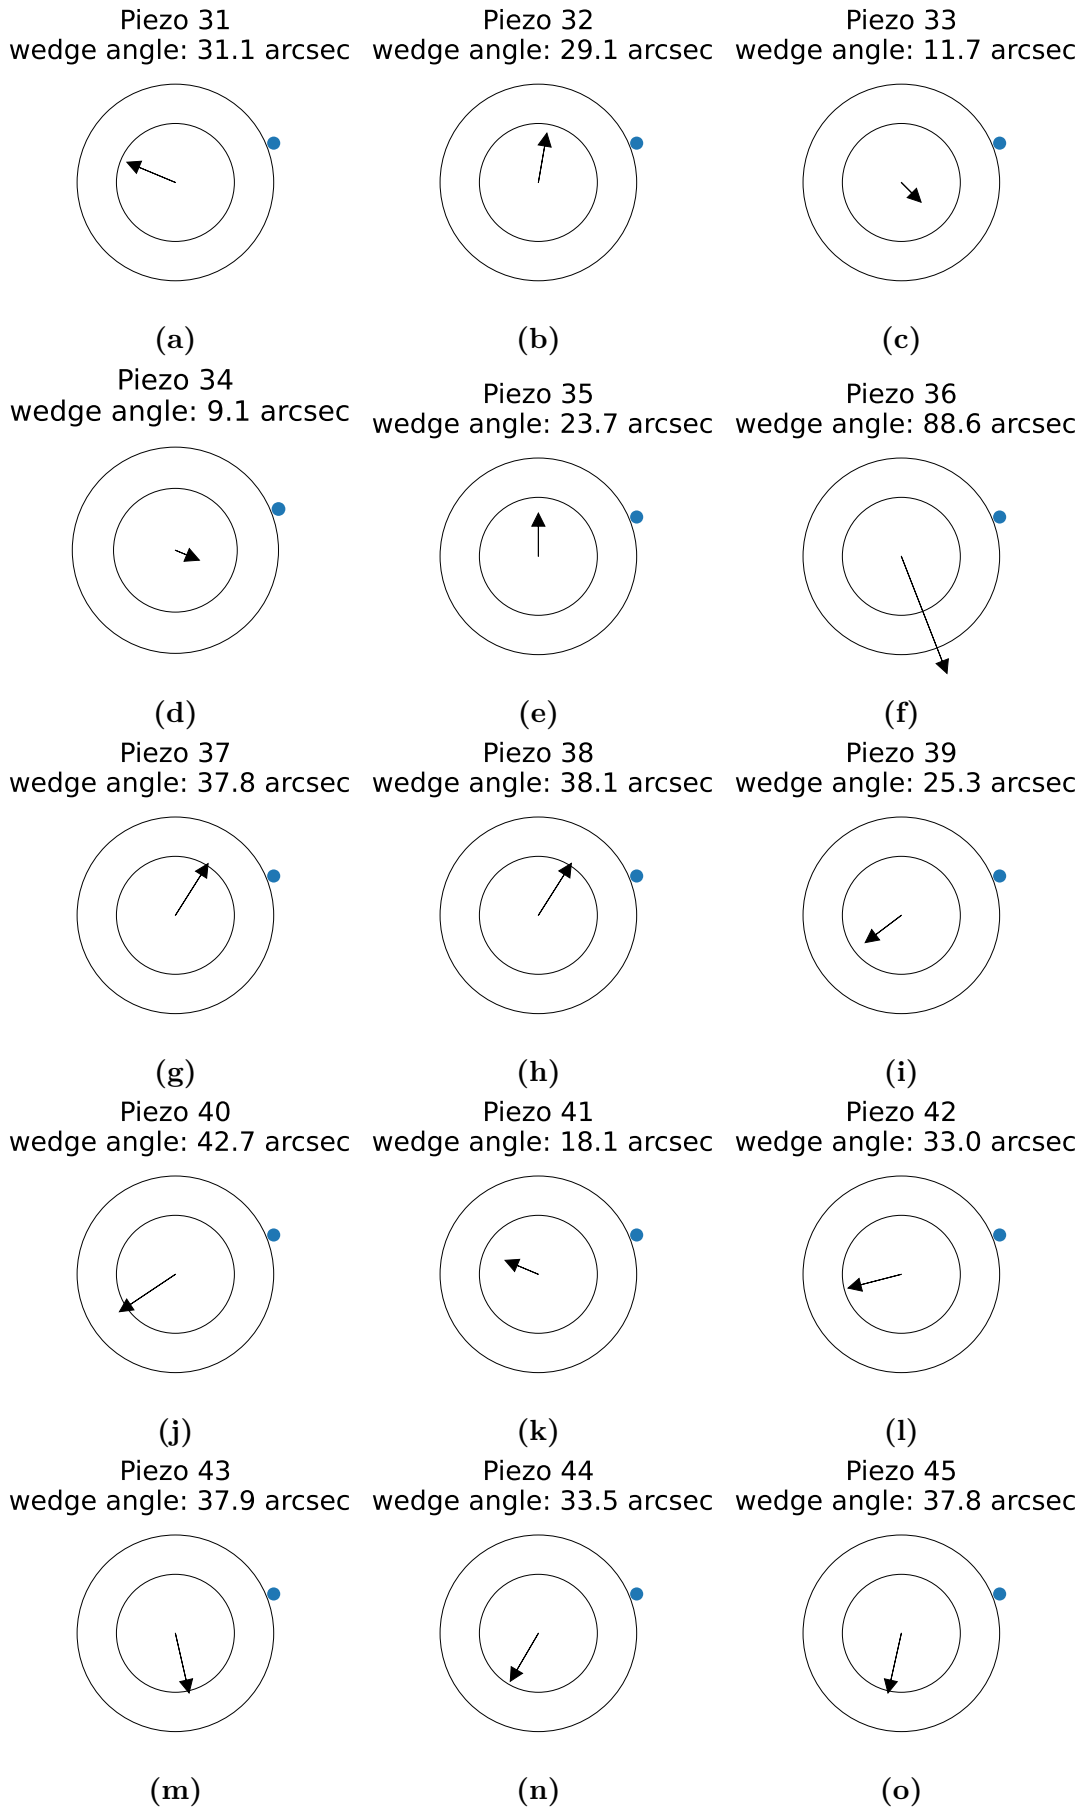 Piezo 31
wedge angle: 31.1 arcsec
(a)
Piezo 32
wedge angle: 29.1 arcsec
(b)
Piezo 33
wedge angle: 11.7 arcsec
(c)
Piezo 34
wedge angle: 9.1 arcsec
(d)
Piezo 35
wedge angle: 23.7 arcsec
(e)
Piezo 36
wedge angle: 88.6 arcsec
(f)
Piezo 37
wedge angle: 37.8 arcsec
(g)
Piezo 38
wedge angle: 38.1 arcsec
(h)
Piezo 39
wedge angle: 25.3 arcsec
(i)
Piezo 40
wedge angle: 42.7 arcsec
(j)
Piezo 41
wedge angle: 18.1 arcsec
(k)
Piezo 42
wedge angle: 33.0 arcsec
(l)
Piezo 43
wedge angle: 37.9 arcsec
(m)
Piezo 44
wedge angle: 33.5 arcsec
(n)
Piezo 45
wedge angle: 37.8 arcsec
(o)